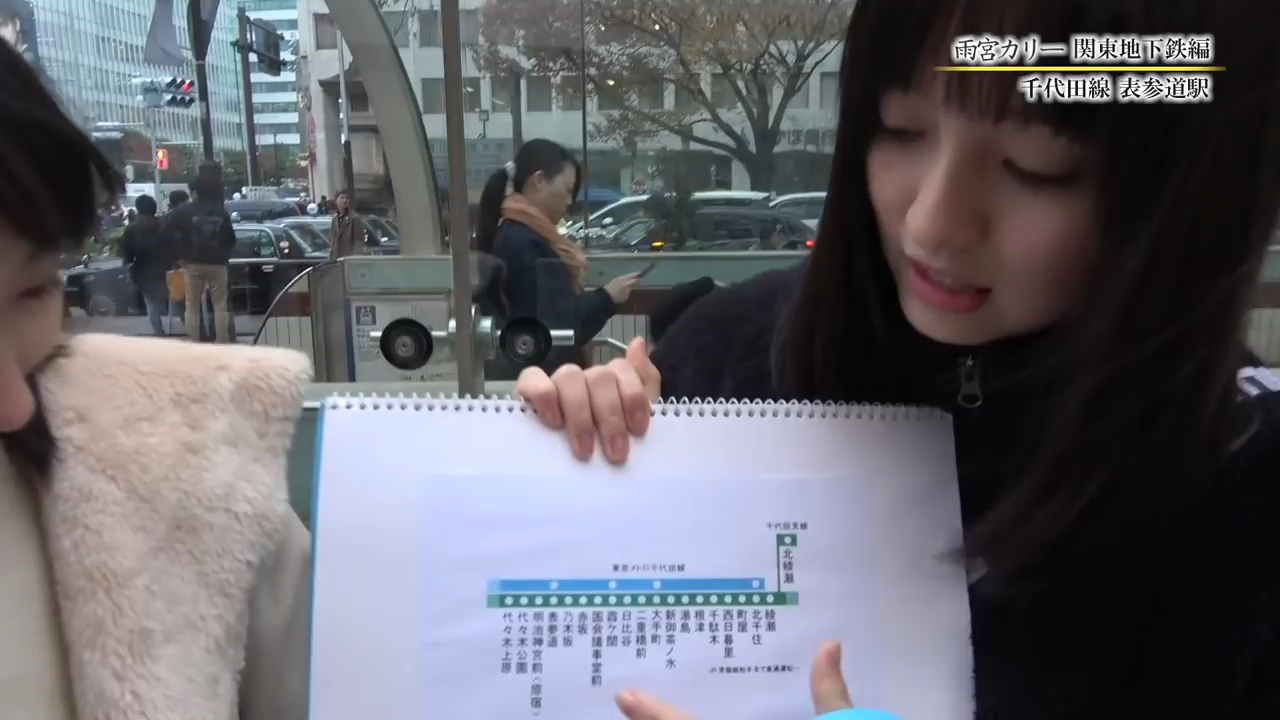 雨宮カリー 関東地下鉄編
千代田線 表参道駅
千代田支線
北綾瀬
東京メトロ千代田線
代々木上原
代々木公園
明治神宮前〈原宿〉
表参道
乃木坂
赤坂
国会議事堂前
霞ケ関
日比谷
二重橋前
大手町
新御茶ノ水
湯島
根津
千駄木
西日暮里
町屋
北千住
綾瀬